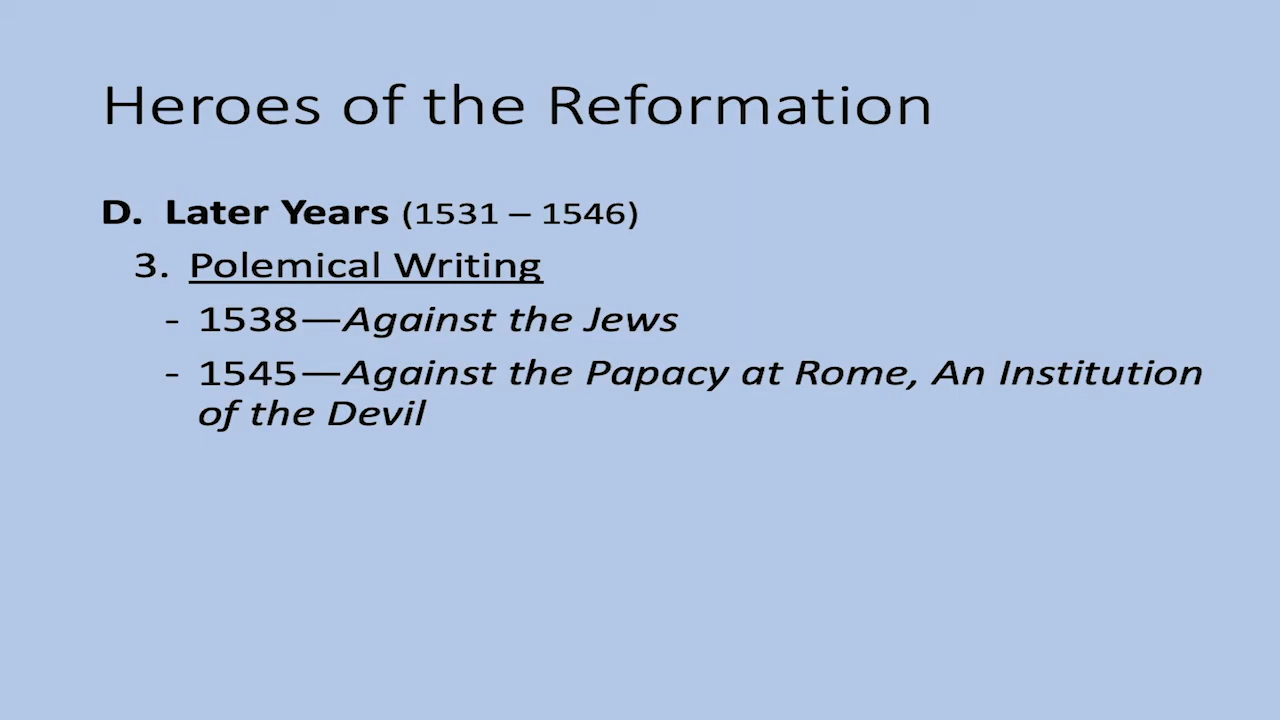 Heroes of the Reformation
D. Later Years (1531 – 1546)
3. Polemical Writing
- 1538—Against the Jews
- 1545—Against the Papacy at Rome, An Institution
of the Devil